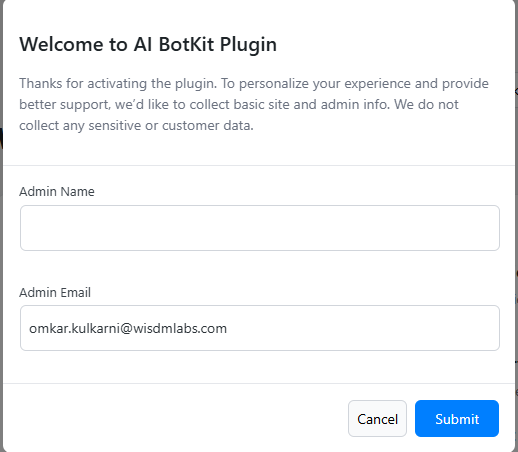 Welcome to AI BotKit Plugin
Thanks for activating the plugin. To personalize your experience and provide
better support, we’d like to collect basic site and admin info. We do not
collect any sensitive or customer data.
Admin Name
Admin Email
omkar.kulkarni@wisdmlabs.com
Cancel Submit